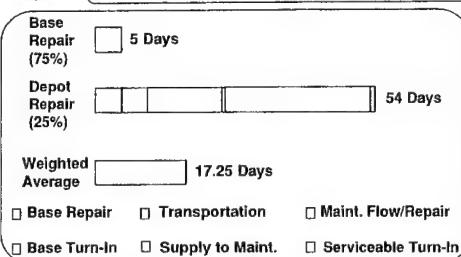 Base
Repair
(75%)
5 Days
Depot
Repair
(25%)
54 Days
Weighted
Average
17.25 Days
Base Repair Transportation Maint. Flow/Repair
Base Turn-In Supply to Maint. Serviceable Turn-In